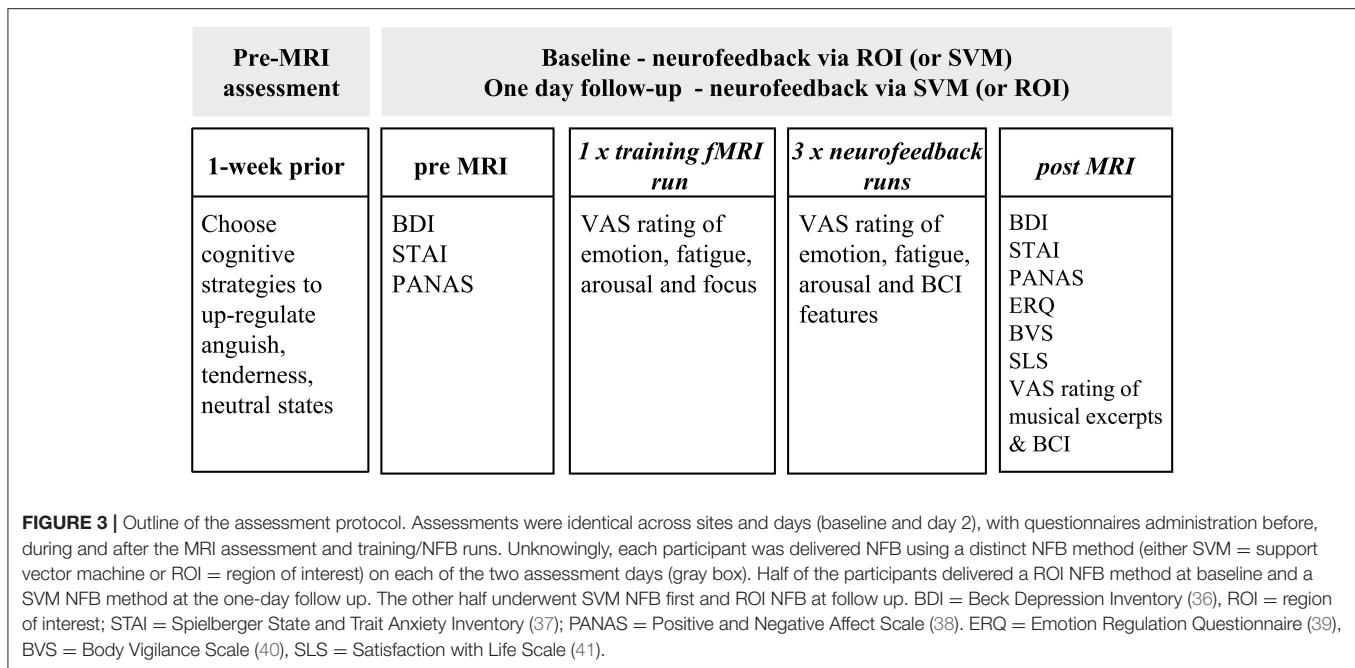 Pre-MRI
assessment
Baseline - neurofeedback via ROI (or SVM)
One day follow-up - neurofeedback via SVM (or ROI)
1-week prior
Choose
cognitive
strategies to
up-regulate
anguish,
tenderness,
neutral states
pre MRI
BDI
STAI
PANAS
1 x training fMRI
run
VAS rating of
emotion, fatigue,
arousal and focus
3 x neurofeedback
runs
VAS rating of
emotion, fatigue,
arousal and BCI
features
post MRI
BDI
STAI
PANAS
ERQ
BVS
SLS
VAS rating of
musical excerpts
& BCI
FIGURE 3 | Outline of the assessment protocol. Assessments were identical across sites and days (baseline and day 2), with questionnaires administration before,
during and after the MRI assessment and training/NFB runs. Unknowingly, each participant was delivered NFB using a distinct NFB method (either SVM = support
vector machine or ROI = region of interest) on each of the two assessment days (gray box). Half of the participants delivered a ROI NFB method at baseline and a
SVM NFB method at the one-day follow up. The other half underwent SVM NFB first and ROI NFB at follow up. BDI = Beck Depression Inventory (36), ROI = region
of interest; STAI = Spielberger State and Trait Anxiety Inventory (37); PANAS = Positive and Negative Affect Scale (38). ERQ = Emotion Regulation Questionnaire (39),
BVS = Body Vigilance Scale (40), SLS = Satisfaction with Life Scale (41).